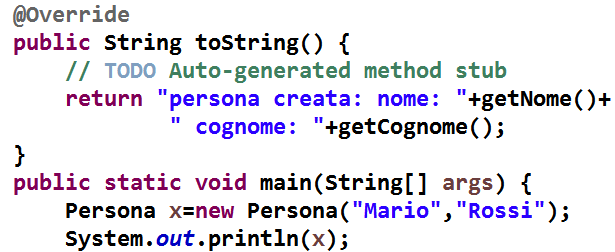 @Override
public String toString() {
    // TODO Auto-generated method stub
    return "persona creata: nome: "+getNome()+
            " cognome: "+getCognome();
}
public static void main(String[] args) {
    Persona x=new Persona("Mario","Rossi");
    System.out.println(x);